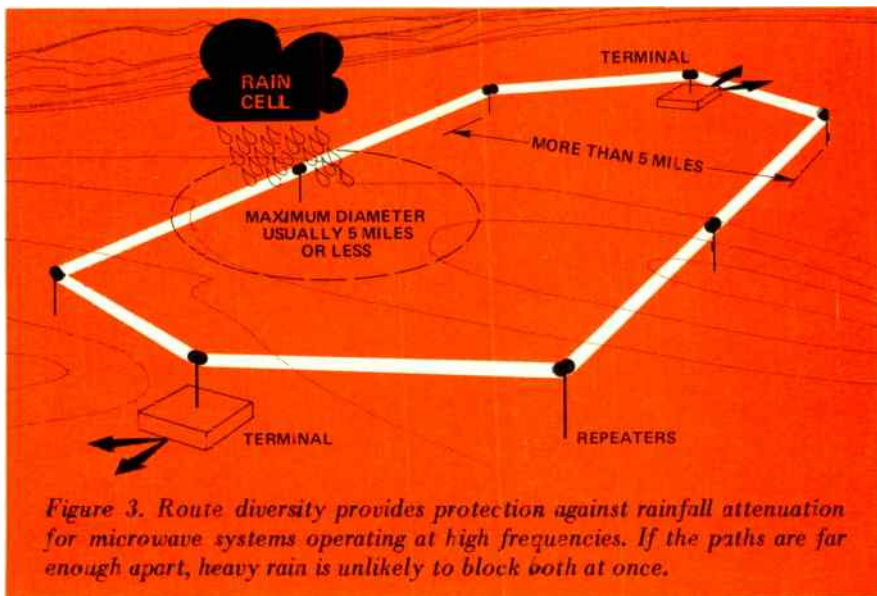 RAIN
CELL
TERMINAL
MORE THAN 5 MILES
MAXIMUM DIAMETER
USUALLY 5 MILES
OR LESS
TERMINAL
REPEATERS
Figure 3. Route diversity provides protection against rainfall attenuation
for microwave systems operating at high frequencies. If the paths are far
enough apart, heavy rain is unlikely to block both at once.